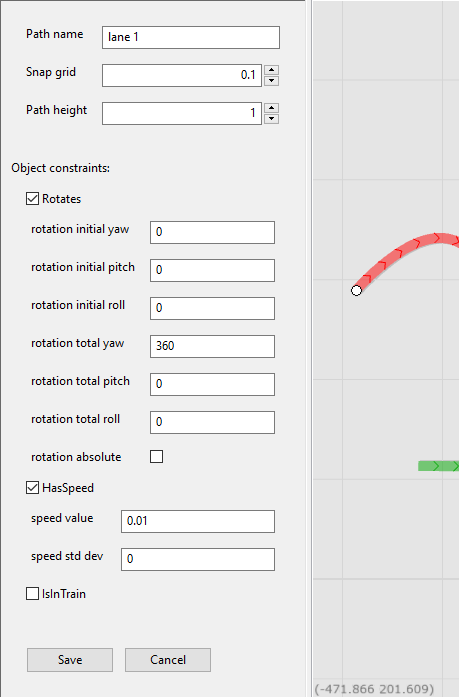 Path name lane 1
Snap grid 0.1
Path height 1
Object constraints:
Rotates
rotation initial yaw 0
rotation initial pitch 0
rotation initial roll 0
rotation total yaw 360
rotation total pitch 0
rotation total roll 0
rotation absolute
HasSpeed
speed value 0.01
speed std dev 0
IsInTrain
Save Cancel
(-471.866 201.609)